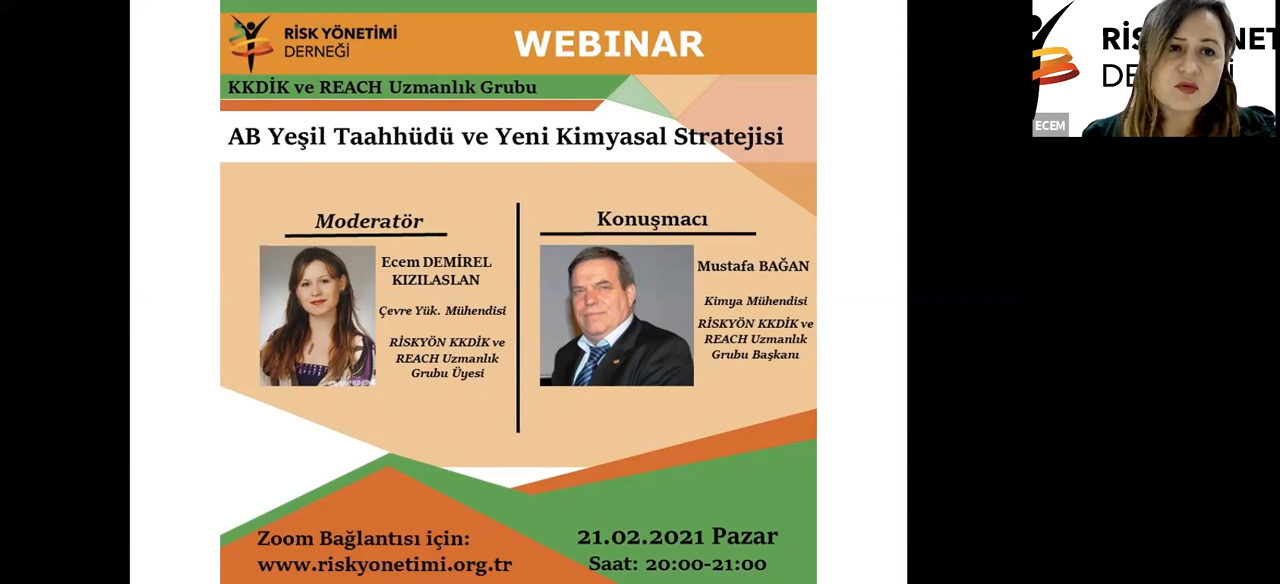 RİSK YÖNETİMİ
DERNEĞİ
WEBINAR
KKDİK ve REACH Uzmanlık Grubu
AB Yeşil Taahhüdü ve Yeni Kimyasal Stratejisi
Moderatör
Ecem DEMİREL
KIZILASLAN
Çevre Yük. Mühendisi
RİSKYÖN KKDİK ve
REACH Uzmanlık
Grubu Üyesi
Konuşmacı
Mustafa BAĞAN
Kimya Mühendisi
RİSKYÖN KKDİK ve
REACH Uzmanlık
Grubu Başkanı
Zoom Bağlantısı için:
www.riskyonetimi.org.tr
21.02.2021 Pazar
Saat: 20:00-21:00
ECEM